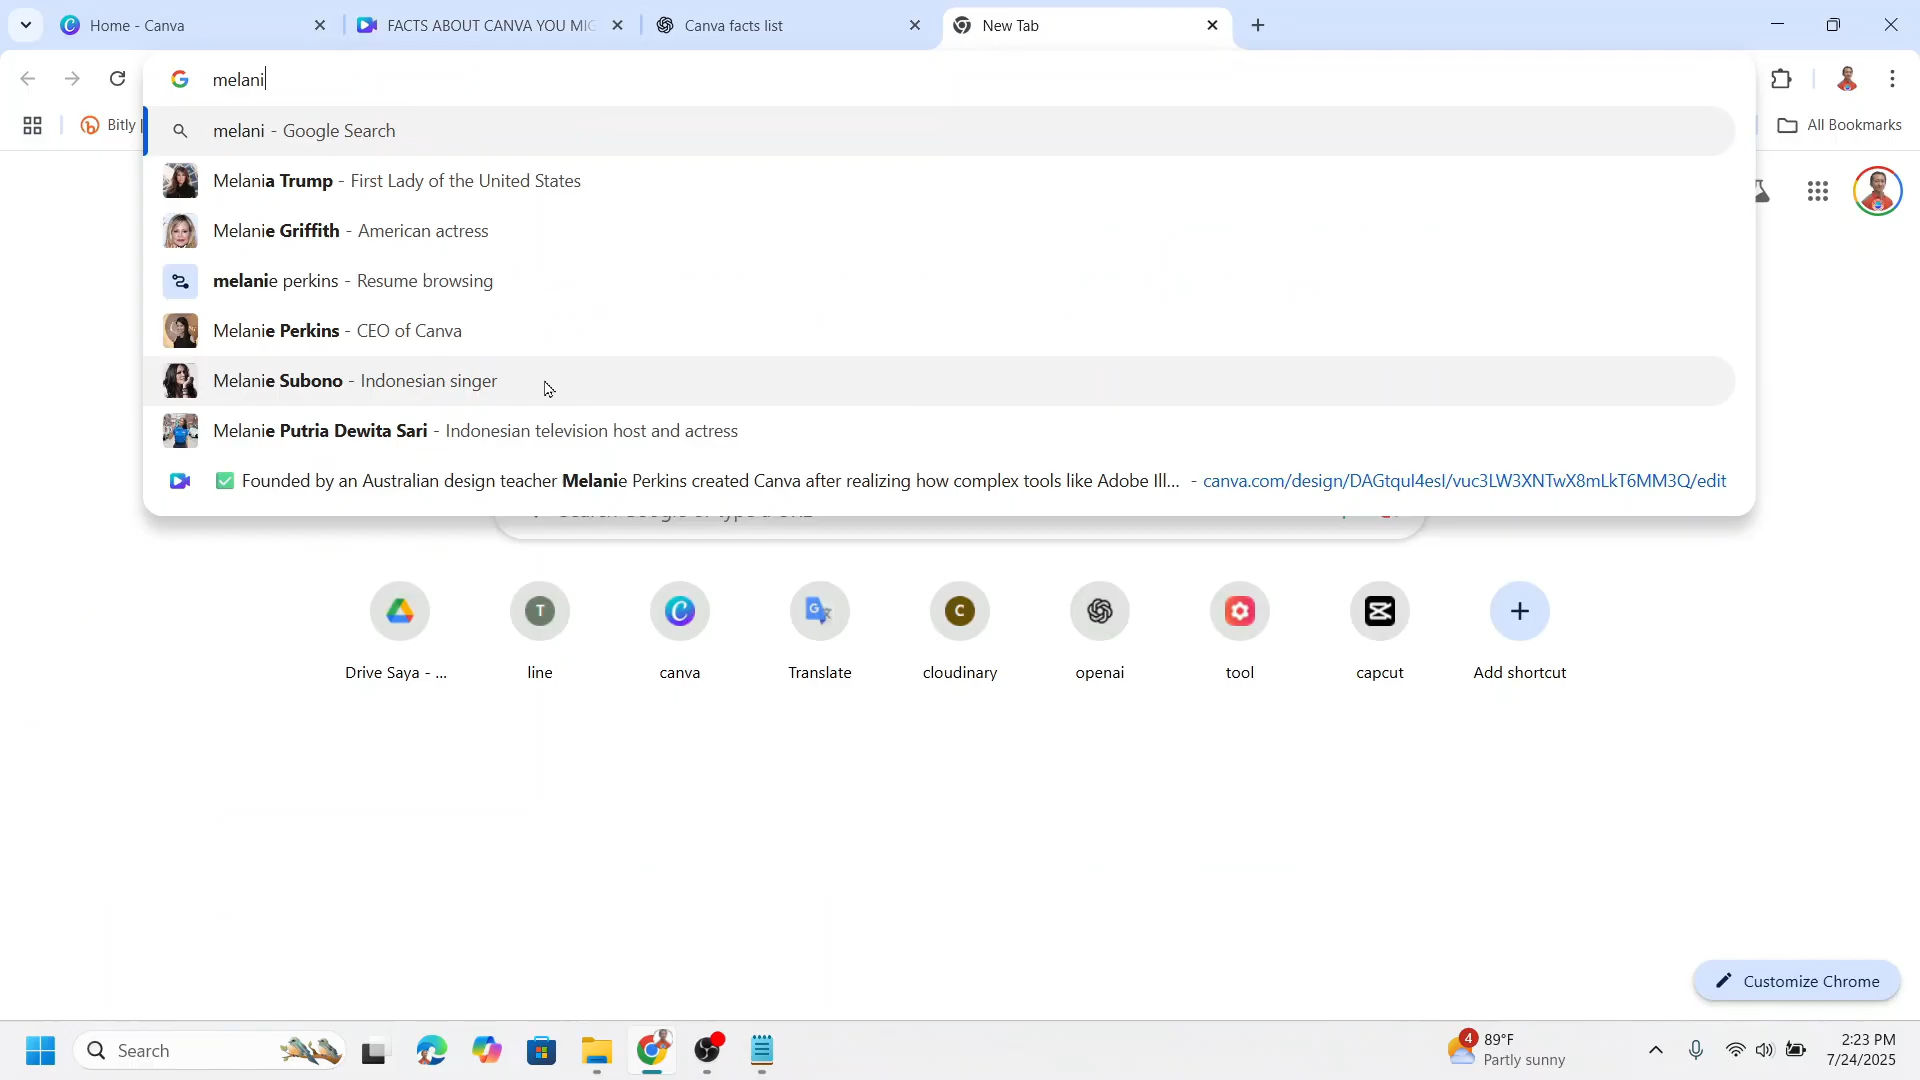 Home - Canva
FACTS ABOUT CANVA YOU MIG
Canva facts list
New Tab
melani
Bitly
All Bookmarks
melani - Google Search
Melania Trump - First Lady of the United States
Melanie Griffith - American actress
melanie perkins - Resume browsing
Melanie Perkins - CEO of Canva
Melanie Subono - Indonesian singer
Melanie Putria Dewita Sari - Indonesian television host and actress
✅ Founded by an Australian design teacher Melanie Perkins created Canva after realizing how complex tools like Adobe Ill... - canva.com/design/DAGtquI4esI/vuc3LW3XNTwX8mLkT6MM3Q/edit
T
C
Drive Saya - ...
line
canva
Translate
cloudinary
openai
tool
capcut
Add shortcut
Customize Chrome
Search
4
89°F
Partly sunny
2:23 PM
7/24/2025